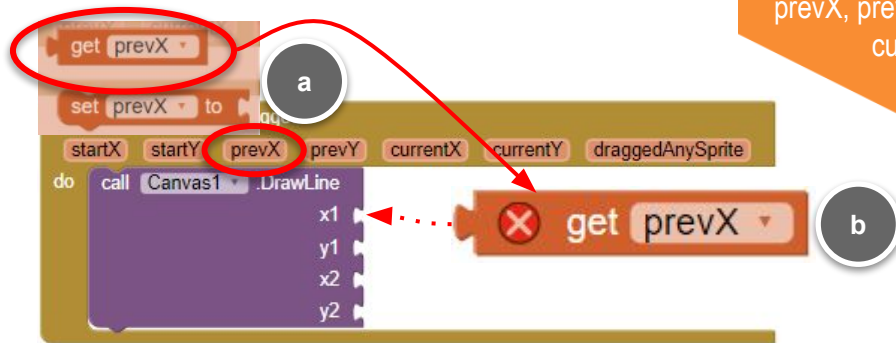 prevX, pre
cu
get prevX
a
set prevX to
startX startY prevX prevY currentX currentY draggedAnySprite
do call Canvas1 .DrawLine
x1
get prevX
b
y1
x2
y2